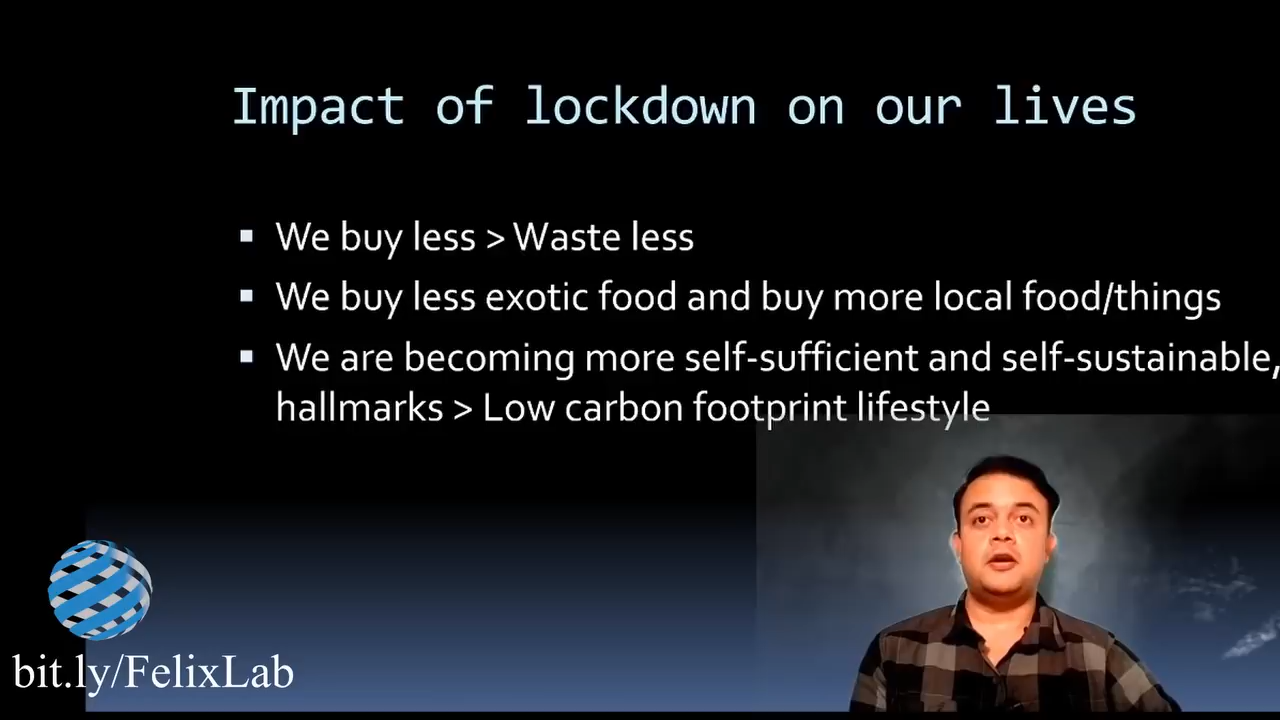 Impact of lockdown on our lives
▪ We buy less > Waste less
▪ We buy less exotic food and buy more local food/things
▪ We are becoming more self-sufficient and self-sustainable,
hallmarks > Low carbon footprint lifestyle
bit.ly/FelixLab